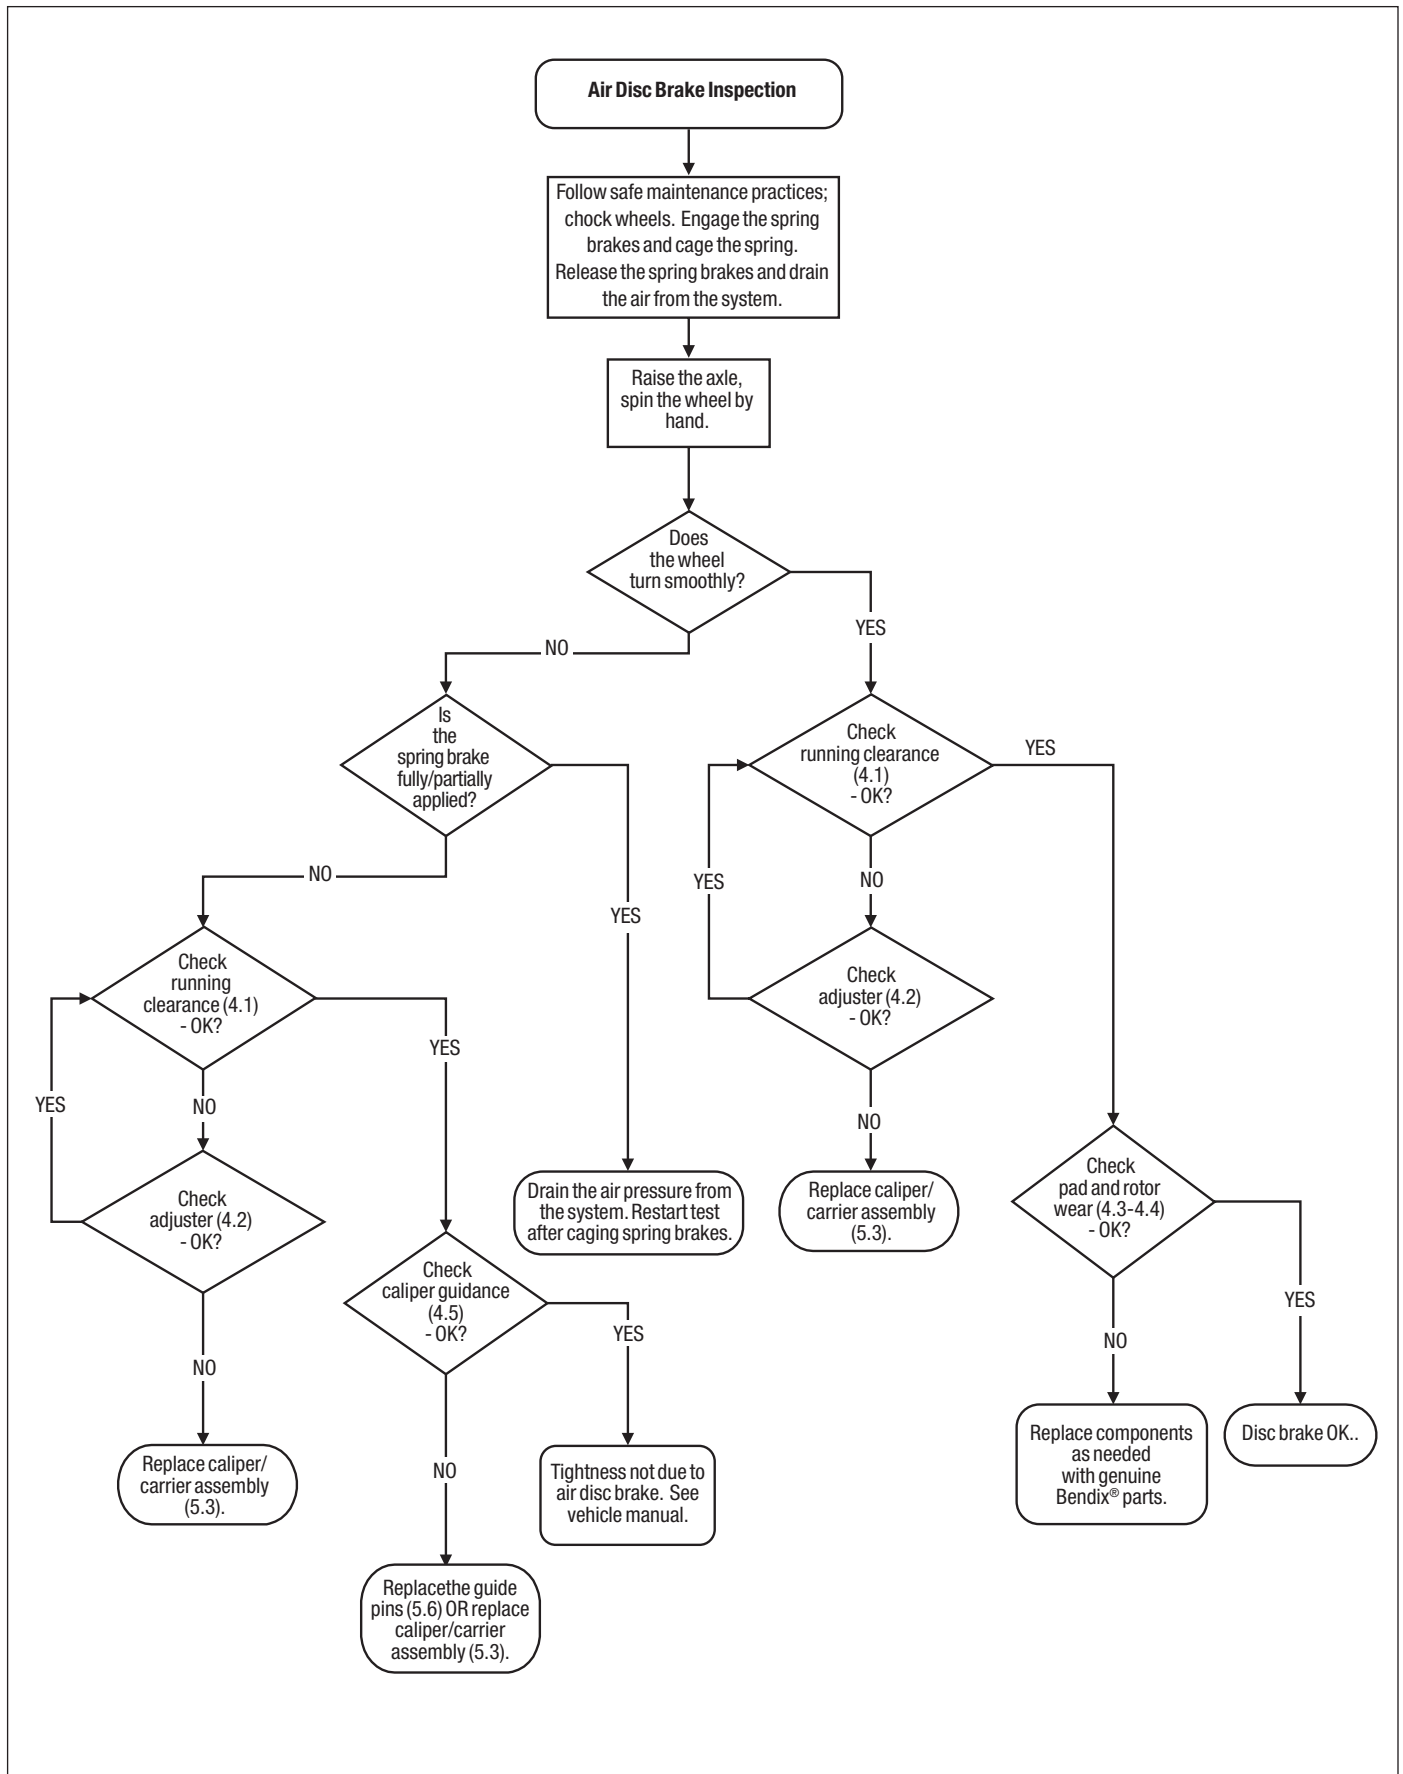 Air Disc Brake Inspection
Follow safe maintenance practices;
chock wheels. Engage the spring
brakes and cage the spring.
Release the spring brakes and drain
the air from the system.
Raise the axle,
spin the wheel by
hand.
Does
the wheel
turn smoothly?
NO
YES
Is
the
spring brake
fully/partially
applied?
NO
YES
Check
running clearance
(4.1)
- OK?
YES
NO
YES
Check
adjuster (4.2)
- OK?
NO
Replace caliper/
carrier assembly
(5.3).
Check
running
clearance (4.1)
- OK?
YES
NO
YES
Check
adjuster (4.2)
- OK?
NO
Replace caliper/
carrier assembly
(5.3).
Drain the air pressure from
the system. Restart test
after caging spring brakes.
Check
caliper guidance
(4.5)
- OK?
YES
NO
Tightness not due to
air disc brake. See
vehicle manual.
Replacethe guide
pins (5.6) OR replace
caliper/carrier
assembly (5.3).
Check
pad and rotor
wear (4.3-4.4)
- OK?
YES
NO
Replace components
as needed
with genuine
Bendix® parts.
Disc brake OK..